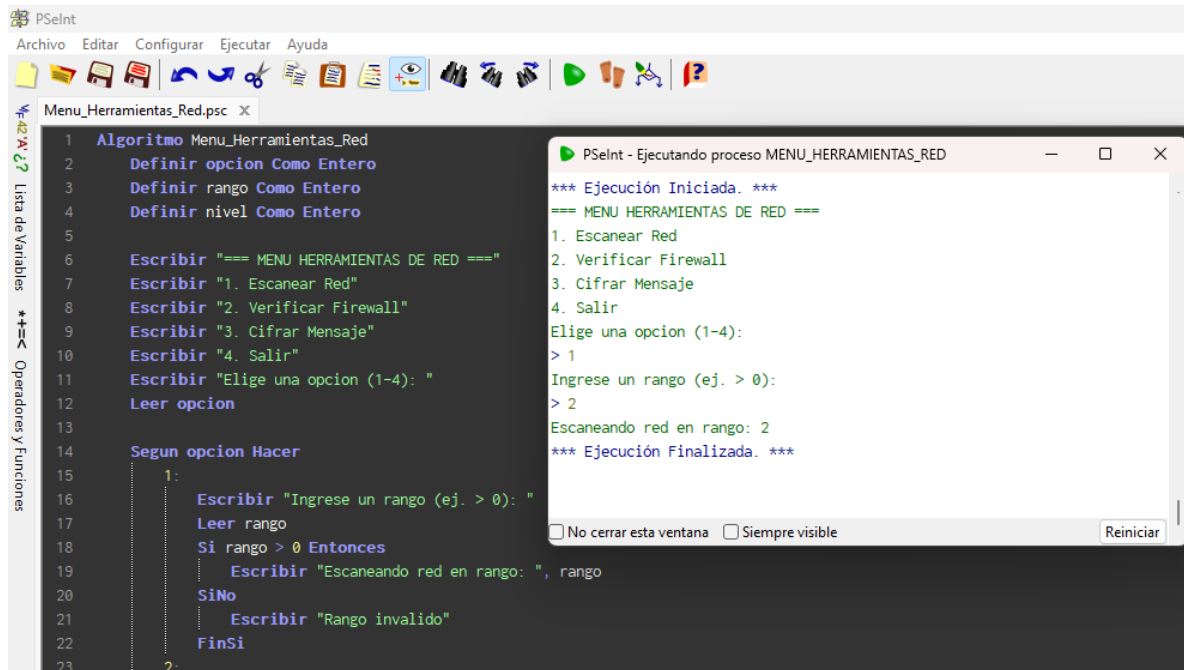 PSeInt
Archivo Editar Configurar Ejecutar Ayuda
Menu_Herramientas_Red.psc X
42 'A' ¿? Lista de Variables
*+=< Operadores y Funciones
1 Algoritmo Menu_Herramientas_Red
2 Definir opcion Como Entero
3 Definir rango Como Entero
4 Definir nivel Como Entero
5
6 Escribir "=== MENU HERRAMIENTAS DE RED ==="
7 Escribir "1. Escanear Red"
8 Escribir "2. Verificar Firewall"
9 Escribir "3. Cifrar Mensaje"
10 Escribir "4. Salir"
11 Escribir "Elige una opcion (1-4): "
12 Leer opcion
13
14 Segun opcion Hacer
15 1:
16 Escribir "Ingrese un rango (ej. > 0): "
17 Leer rango
18 Si rango > 0 Entonces
19 Escribir "Escaneando red en rango: ", rango
20 SiNo
21 Escribir "Rango invalido"
22 FinSi
23 2:
PSeInt - Ejecutando proceso MENU_HERRAMIENTAS_RED
*** Ejecución Iniciada. ***
=== MENU HERRAMIENTAS DE RED ===
1. Escanear Red
2. Verificar Firewall
3. Cifrar Mensaje
4. Salir
Elige una opcion (1-4):
> 1
Ingrese un rango (ej. > 0):
> 2
Escaneando red en rango: 2
*** Ejecución Finalizada. ***
No cerrar esta ventana Siempre visible Reiniciar